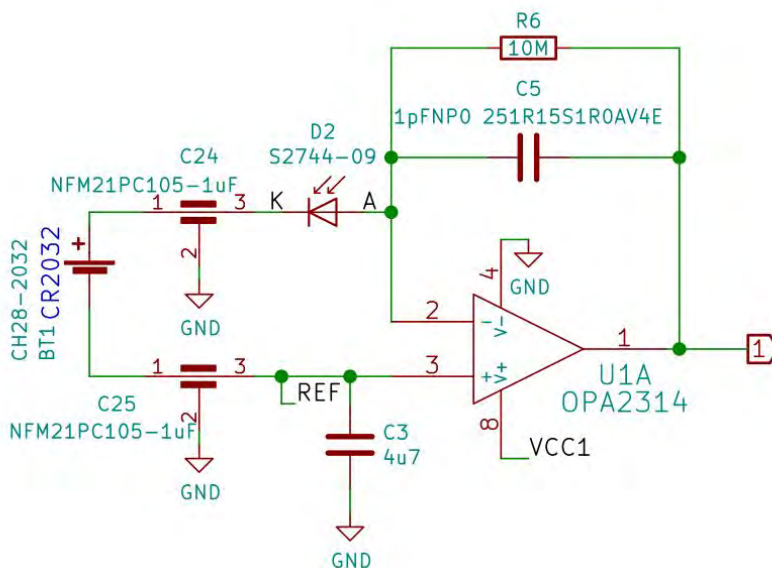 R6
10M
C5
1pFNP0 251R15S1R0AV4E
D2
S2744-09
C24
NFM21PC105-1uF
1
3
K
A
2
GND
+
CH28-2032
BT1
CR2032
4
GND
2
-
V-
1
1
3
+
V+
U1A
OPA2314
8
VCC1
1
3
REF
C25
2
NFM21PC105-1uF
C3
4u7
GND
GND